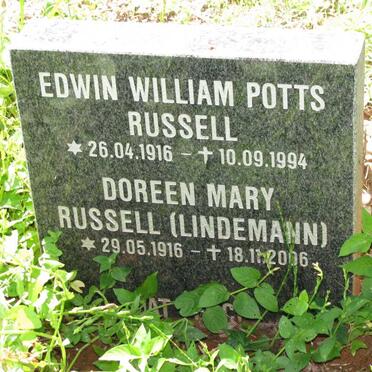 EDWIN WILLIAM POTTS
RUSSELL
★ 26.04.1916 – ✝ 10.09.1994
DOREEN MARY
RUSSELL (LINDEMANN)
★ 29.05.1916 – ✝ 18.11.2006